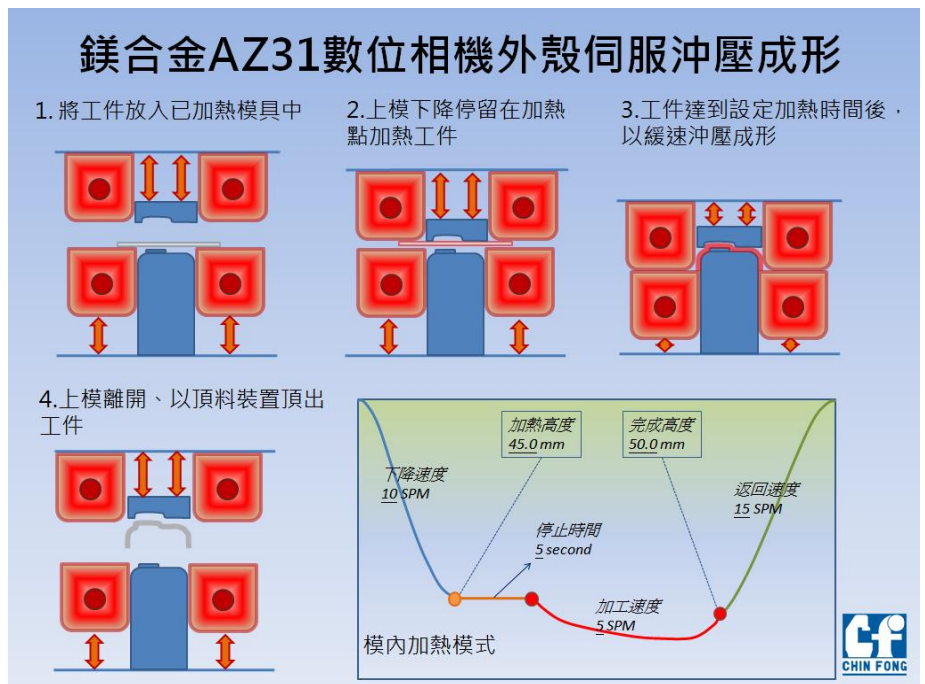 鎂合金AZ31數位相機外殼伺服沖壓成形
1. 將工件放入已加熱模具中
2.上模下降停留在加熱
點加熱工件
3.工件達到設定加熱時間後，
以緩速沖壓成形
4.上模離開、以頂料裝置頂出
工件
加熱高度
45.0 mm
完成高度
50.0 mm
下降速度
10 SPM
返回速度
15 SPM
停止時間
5 second
加工速度
5 SPM
模內加熱模式
CHIN FONG